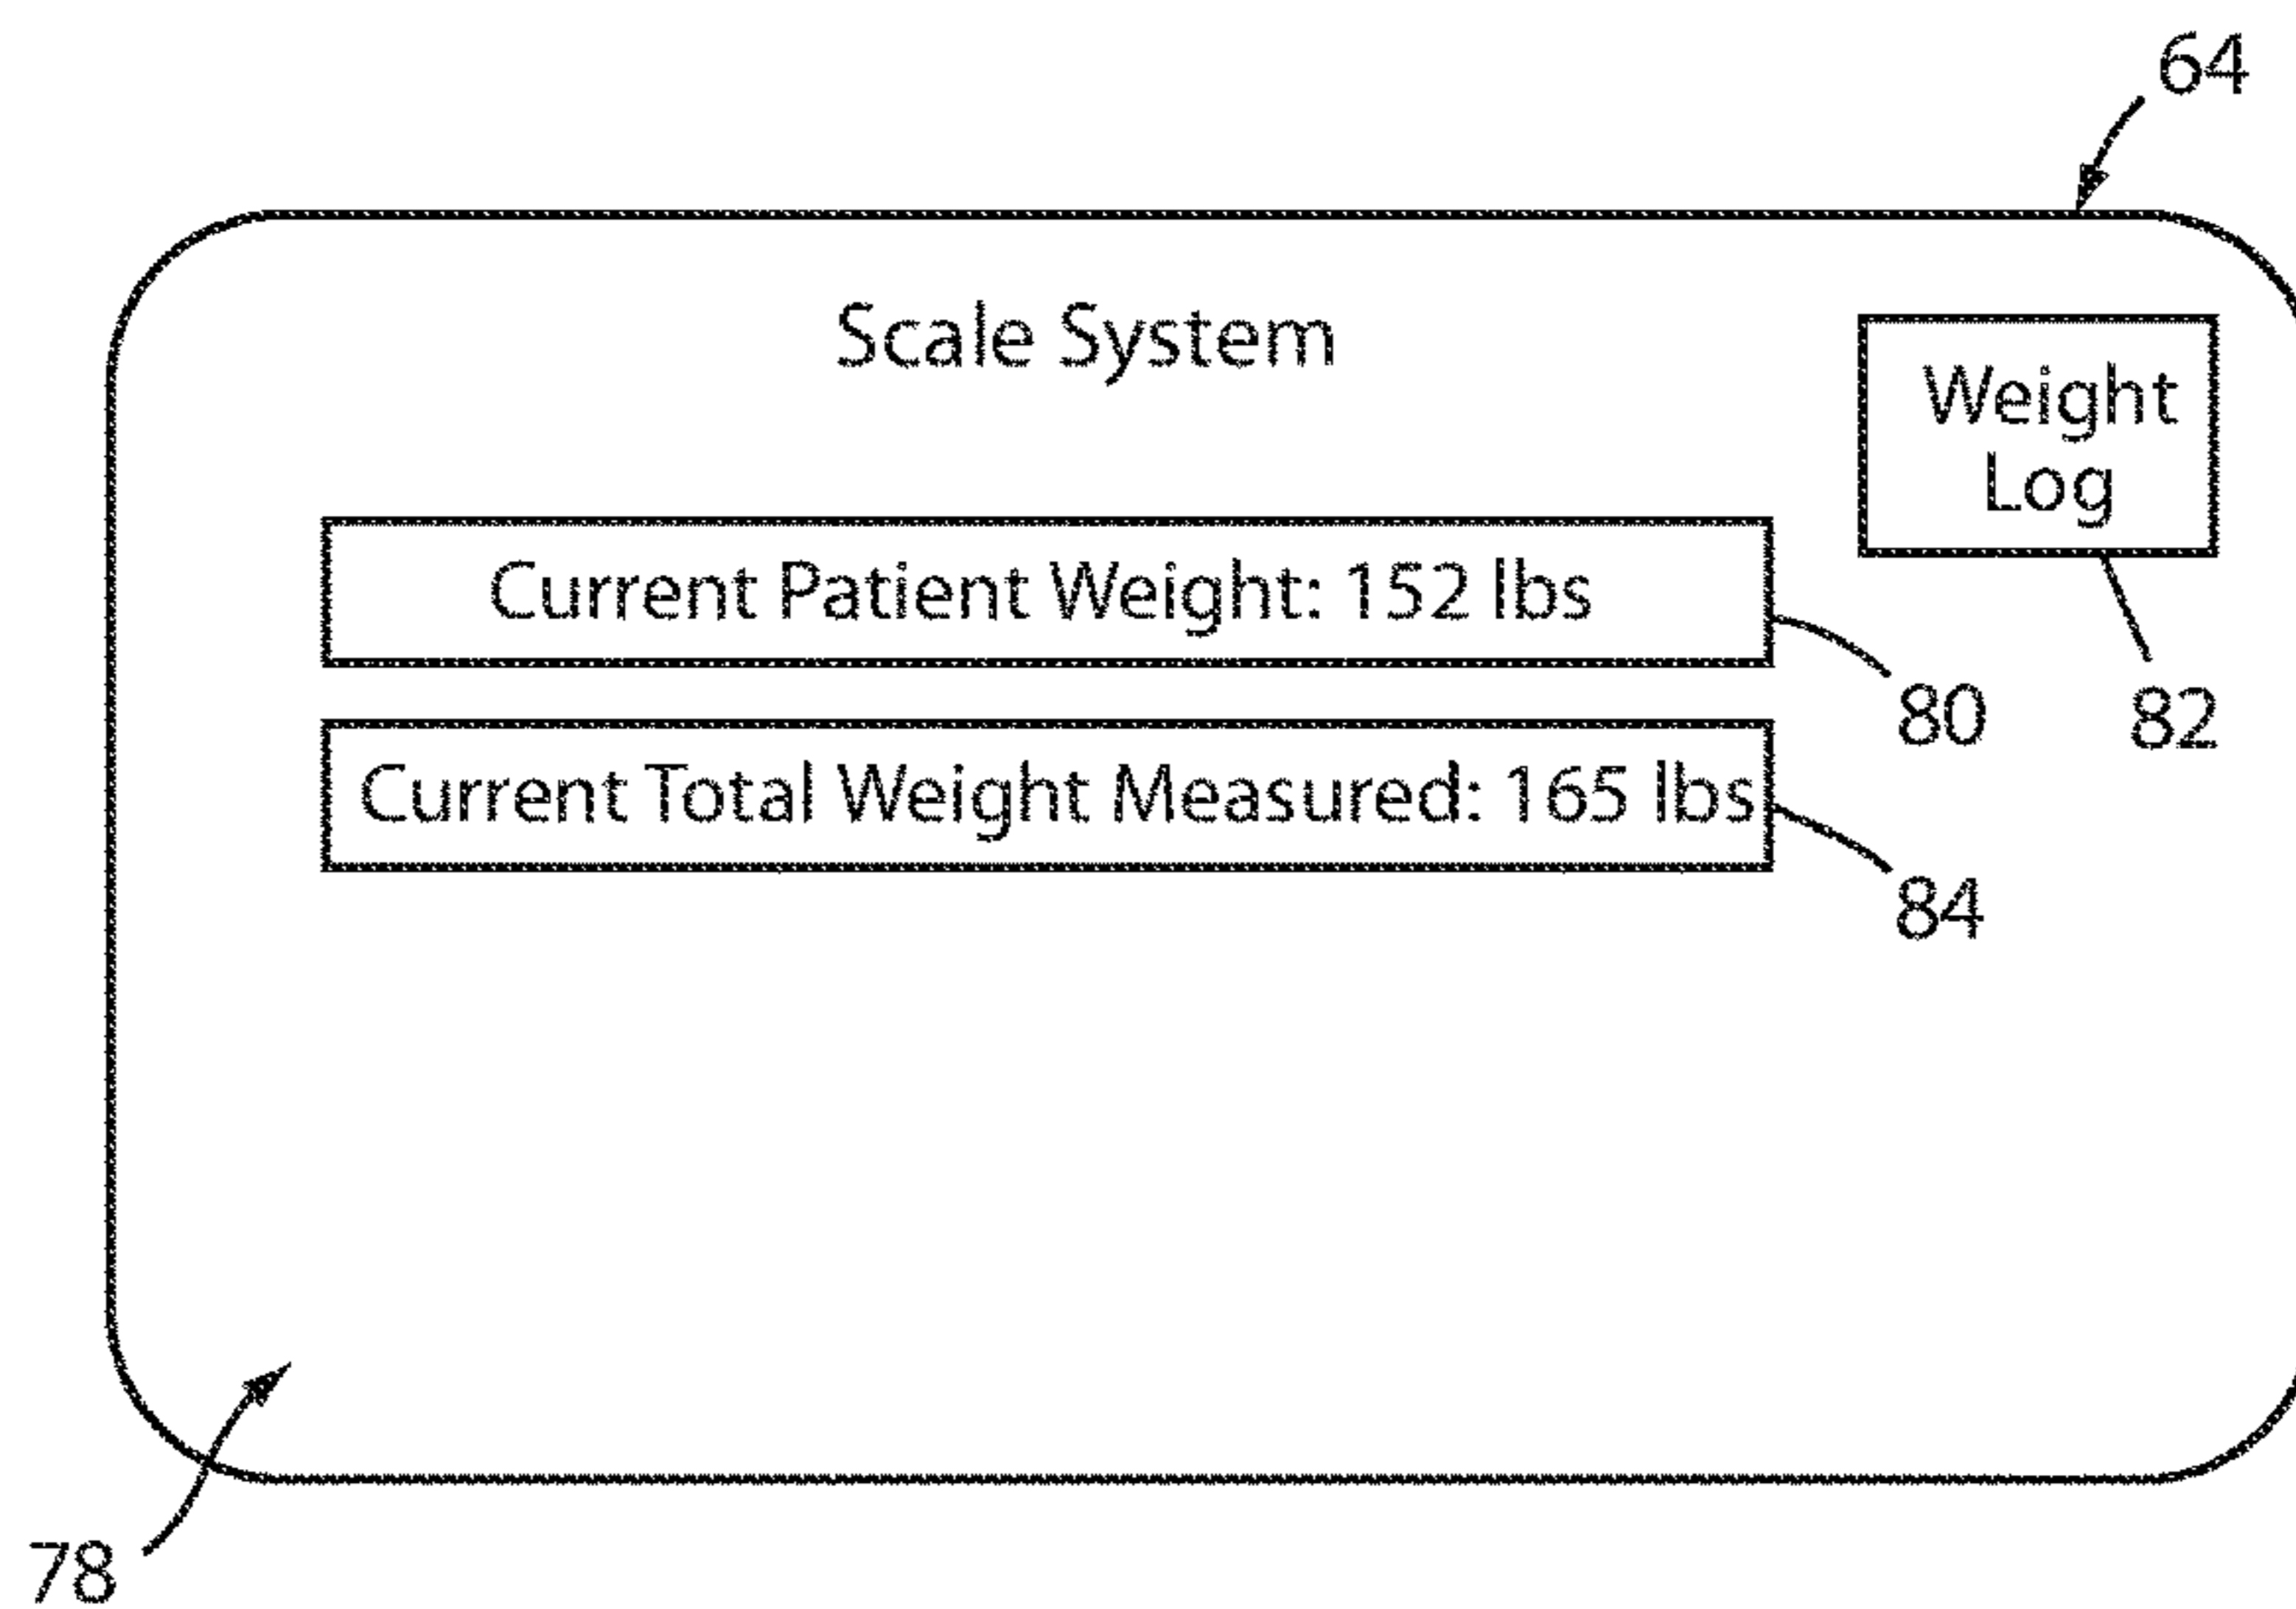 64
Scale System
Weight
Log
Current Patient Weight: 152 lbs
80
82
Current Total Weight Measured: 165 lbs
84
78